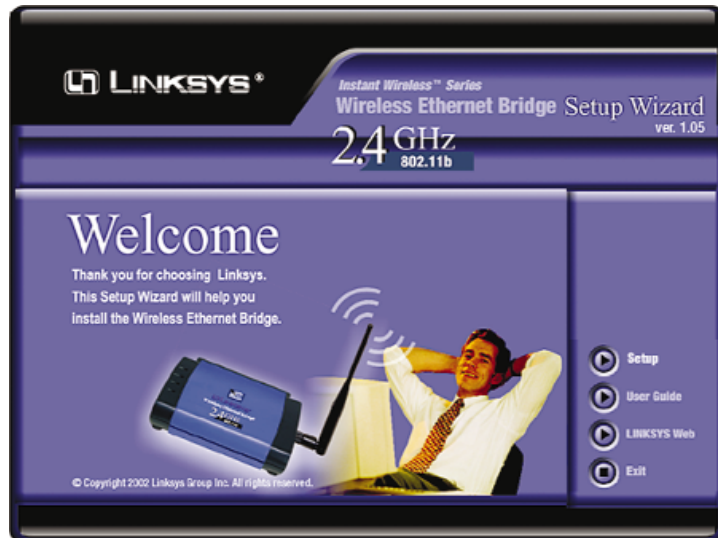 LINKSYS®
Instant Wireless™ Series
Wireless Ethernet Bridge Setup Wizard
ver. 1.05
2.4 GHz
802.11b
Welcome
Thank you for choosing Linksys.
This Setup Wizard will help you
install the Wireless Ethernet Bridge.
2.4GHz
Setup
User Guide
LINKSYS Web
Exit
© Copyright 2002 Linksys Group Inc. All rights reserved.